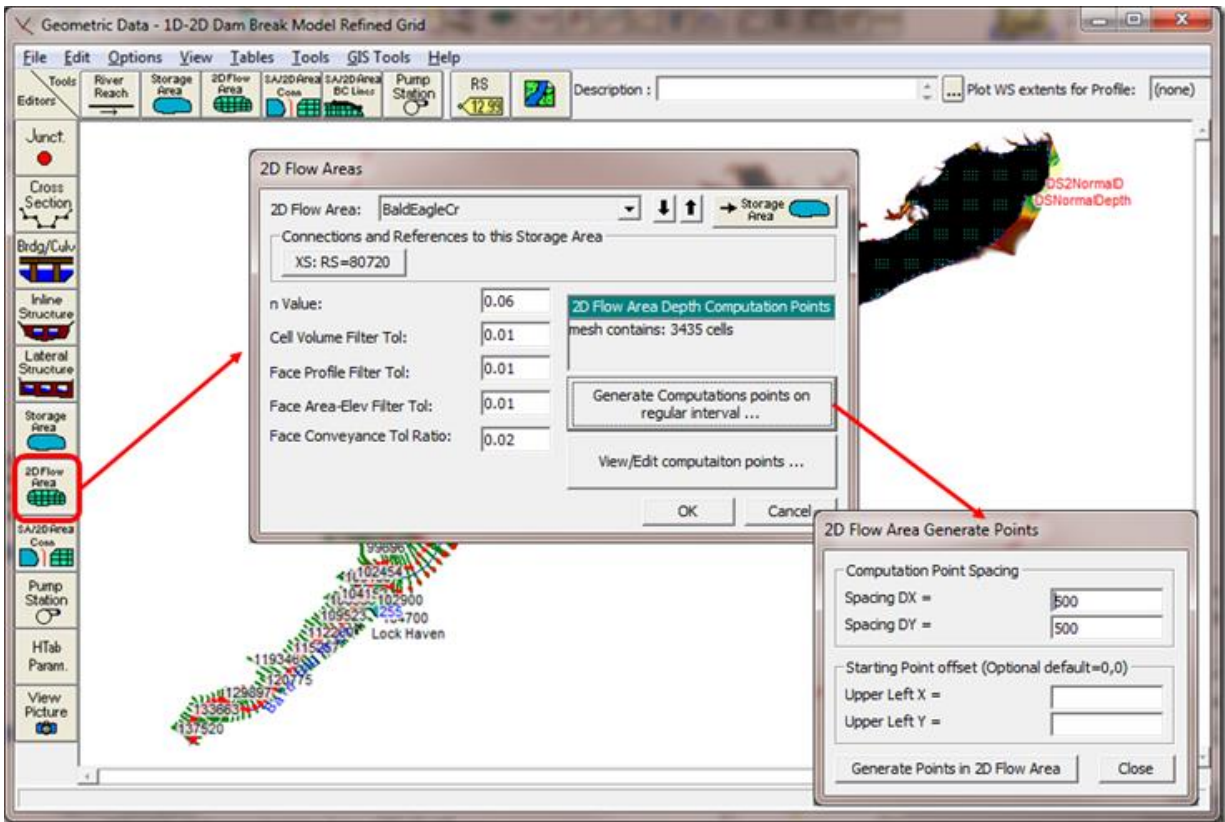 Geometric Data - 1D-2D Dam Break Model Refined Grid
File Edit Options View Tables Tools GIS Tools Help
Tools
Editors
River Reach
Storage Area
2D Flow Area
SA/2D Area Conn
SA/2D Area BC Lines
Pump Station
RS
12.99
Description :
...
Plot WS extents for Profile:
(none)
Junct.
Cross Section
Brdg/Culv
Inline Structure
Lateral Structure
Storage Area
2D Flow Area
SA/2D Area Conn
Pump Station
HTab Param.
View Picture
DS2NormalD
DSNormalDepth
2D Flow Areas
2D Flow Area: BaldEagleCr
Storage Area
Connections and References to this Storage Area
XS: RS=80720
n Value: 0.06
Cell Volume Filter Tol: 0.01
Face Profile Filter Tol: 0.01
Face Area-Elev Filter Tol: 0.01
Face Conveyance Tol Ratio: 0.02
2D Flow Area Depth Computation Points
mesh contains: 3435 cells
Generate Computations points on
regular interval ...
View/Edit computaiton points ...
OK Cancel
99696
102454
102900
Lock Haven
119346
120775
129897
133663
137520
2D Flow Area Generate Points
Computation Point Spacing
Spacing DX = 500
Spacing DY = 500
Starting Point offset (Optional default=0,0)
Upper Left X =
Upper Left Y =
Generate Points in 2D Flow Area Close